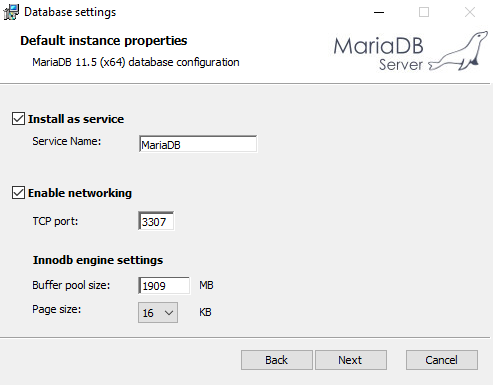 Database settings
Default instance properties
MariaDB 11.5 (x64) database configuration
MariaDB
Server
Install as service
Service Name: MariaDB
Enable networking
TCP port: 3307
Innodb engine settings
Buffer pool size: 1909 MB
Page size: 16 KB
Back Next Cancel